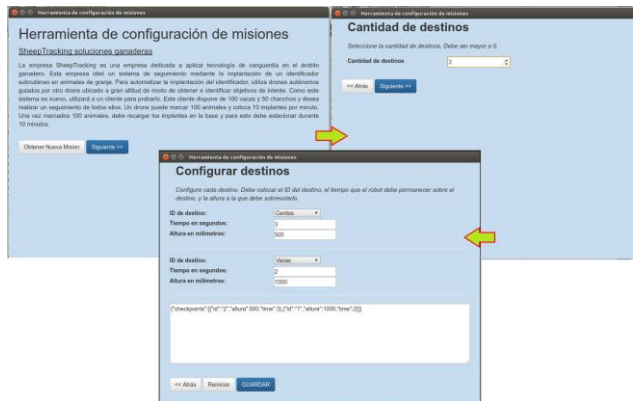 Herramienta de configuración de misiones
Herramienta de configuración de misiones
SheepTracking soluciones ganaderas
La empresa SheepTracking es una empresa dedicada a aplicar tecnología de vanguardia en el ámbito
ganadero. Esta empresa ideó un sistema de seguimiento mediante la implantación de un identificador
subcutáneo en animales de granja. Para automatizar la implantación del identificador, utiliza drones autónomos
guiados por otro drone ubicado a gran altitud de modo de obtener e identificar objetivos de interés. Como este
sistema es nuevo, utilizará a un cliente para probarlo. Este cliente dispone de 100 vacas y 50 chanchos y desea
realizar un seguimiento de todos ellos. Un drone puede marcar 100 animales y coloca 10 implantes por minuto.
Una vez marcados 100 animales, debe recargar los implantes en la base y para esto debe estacionar durante
10 minutos.
Obtener Nueva Mision
Siguiente >>
Herramienta de configuración de misiones
Cantidad de destinos
Seleccione la cantidad de destinos. Debe ser mayor a 0.
Cantidad de destinos
3
<< Atrás
Siguiente >>
Herramienta de configuración de misiones
Configurar destinos
Configure cada destino. Debe colocar el ID del destino, el tiempo que el robot debe permanecer sobre el
destino, y la altura a la que debe sobrevolarlo.
ID de destino:
Cerdos
Tiempo en segundos:
3
Altura en milímetros:
500
ID de destino:
Vacas
Tiempo en segundos:
2
Altura en milímetros:
1000
{"checkpoints":[{"id":"2","altura":500,"time":3},{"id":"1","altura":1000,"time":2}]}
<< Atrás
Reiniciar
GUARDAR